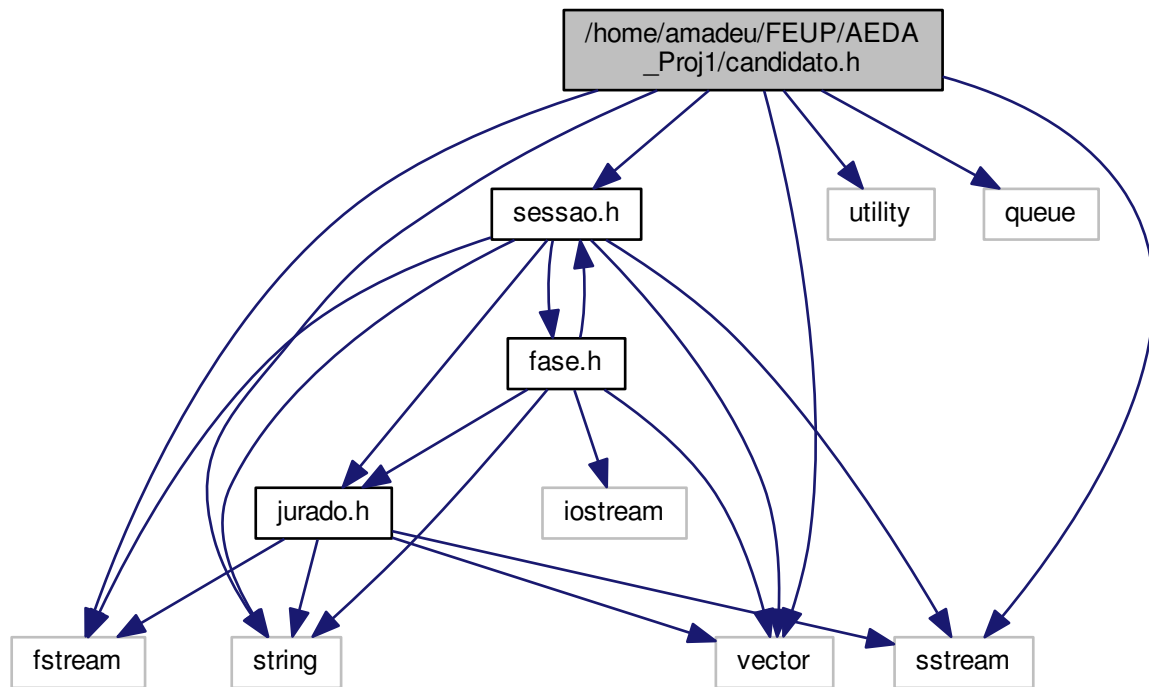 /home/amadeu/FEUP/AEDA
_Proj1/candidato.h
sessao.h
utility
queue
fase.h
jurado.h
iostream
fstream
string
vector
sstream